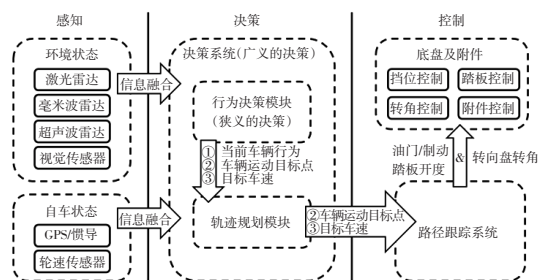 感知
环境状态
激光雷达
毫米波雷达
超声波雷达
视觉传感器
信息融合
自车状态
GPS/惯导
轮速传感器
信息融合
决策
决策系统(广义的决策)
行为决策模块
(狭义的决策)
①当前车辆行为
②车辆运动目标点
③目标车速
轨迹规划模块
②车辆运动目标点
③目标车速
控制
底盘及附件
挡位控制
踏板控制
转角控制
附件控制
油门/制动
踏板开度
&
转向盘转角
路径跟踪系统